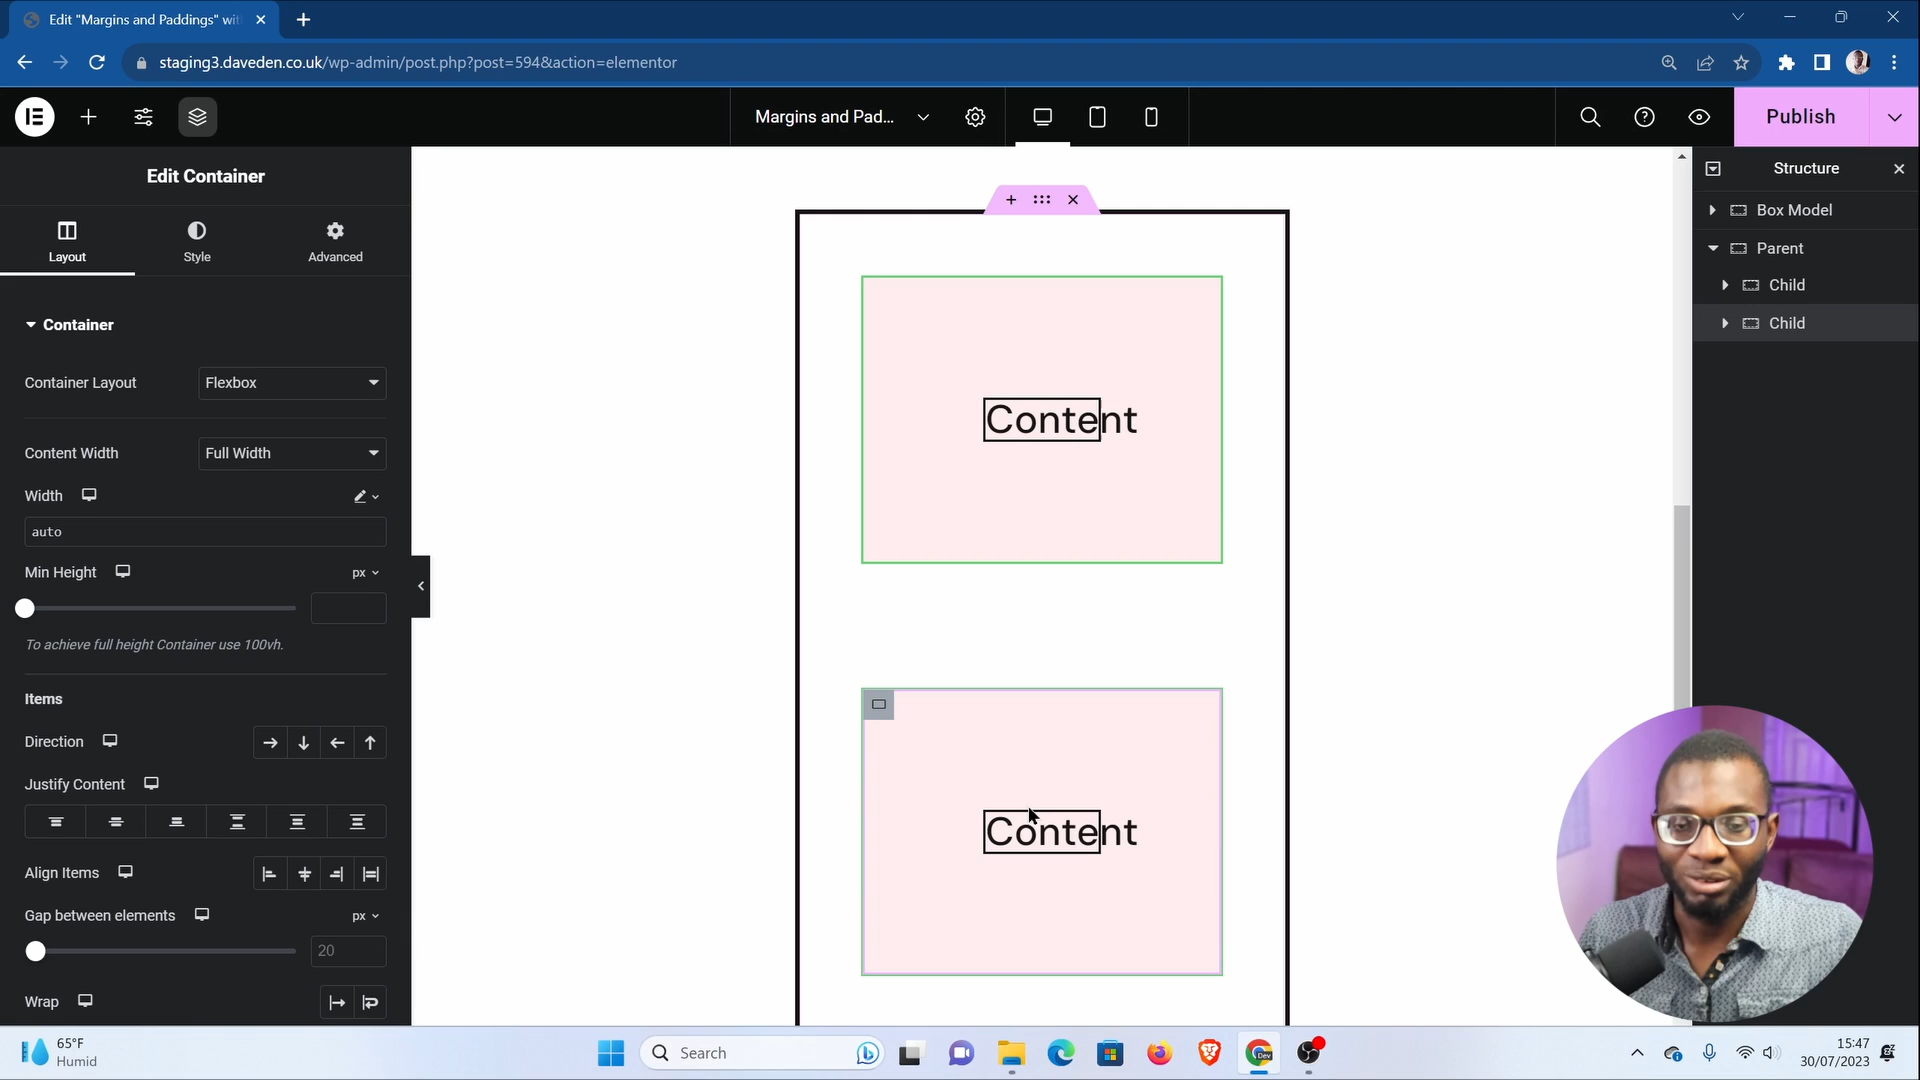 Edit "Margins and Paddings" wit
staging3.daveden.co.uk/wp-admin/post.php?post=594&action=elementor
Margins and Pad...
Publish
Edit Container
Structure
Layout
Style
Advanced
Box Model
Parent
Child
Child
Container
Container Layout
Flexbox
Content Width
Full Width
Width
auto
Min Height
px
To achieve full height Container use 100vh.
Items
Direction
Justify Content
Align Items
Gap between elements
px
20
Wrap
Content
Content
65°F
Humid
Search
Dev
15:47
30/07/2023